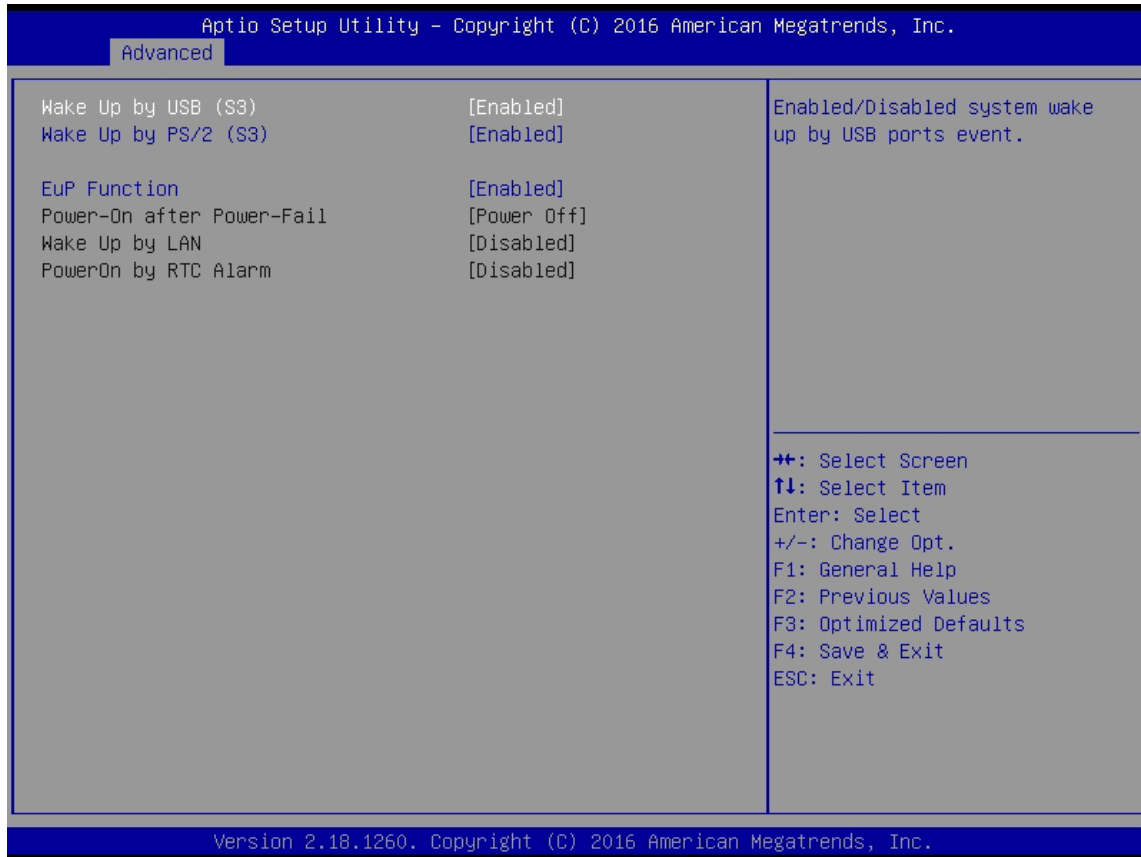 Aptio Setup Utility – Copyright (C) 2016 American Megatrends, Inc.
Advanced
Wake Up by USB (S3) [Enabled]
Wake Up by PS/2 (S3) [Enabled]
EuP Function [Enabled]
Power-On after Power-Fail [Power Off]
Wake Up by LAN [Disabled]
PowerOn by RTC Alarm [Disabled]
Enabled/Disabled system wake
up by USB ports event.
→←: Select Screen
↑↓: Select Item
Enter: Select
+/-: Change Opt.
F1: General Help
F2: Previous Values
F3: Optimized Defaults
F4: Save & Exit
ESC: Exit
Version 2.18.1260. Copyright (C) 2016 American Megatrends, Inc.